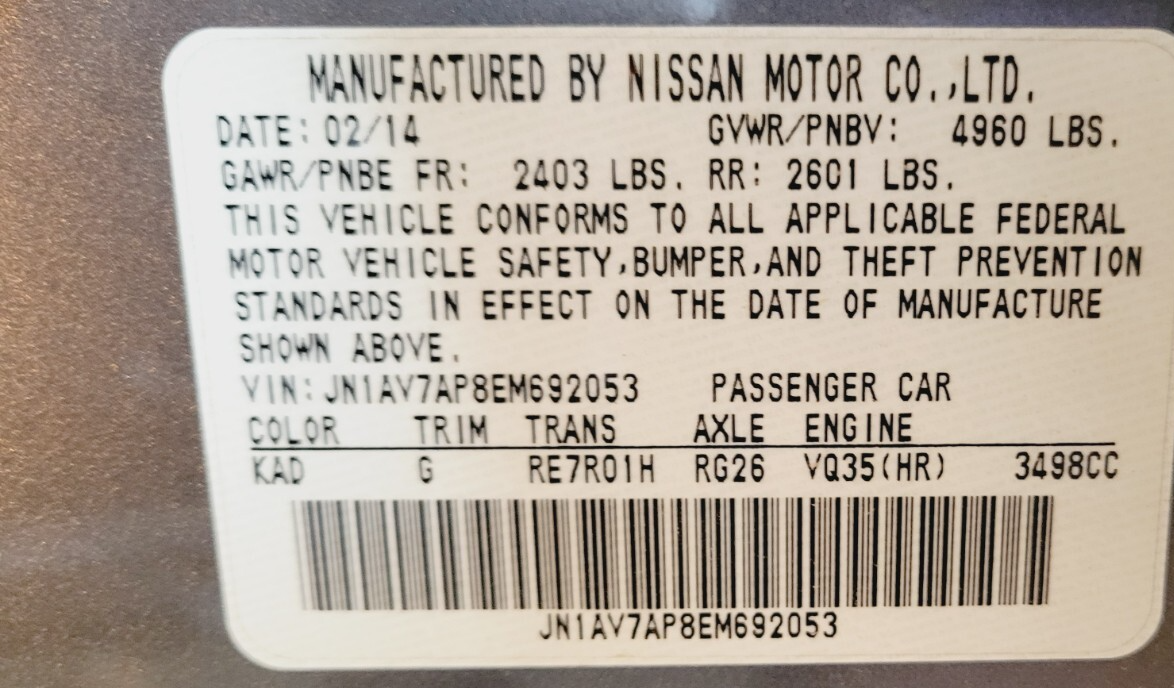 MANUFACTURED BY NISSAN MOTOR CO.,LTD.
DATE: 02/14 GVWR/PNBV: 4960 LBS.
GAWR/PNBE FR: 2403 LBS. RR: 2601 LBS.
THIS VEHICLE CONFORMS TO ALL APPLICABLE FEDERAL
MOTOR VEHICLE SAFETY,BUMPER,AND THEFT PREVENTION
STANDARDS IN EFFECT ON THE DATE OF MANUFACTURE
SHOWN ABOVE.
VIN:JN1AV7AP8EM692053 PASSENGER CAR
COLOR TRIM TRANS AXLE ENGINE
KAD G RE7R01H RG26 VQ35(HR) 3498CC
JN1AV7AP8EM692053